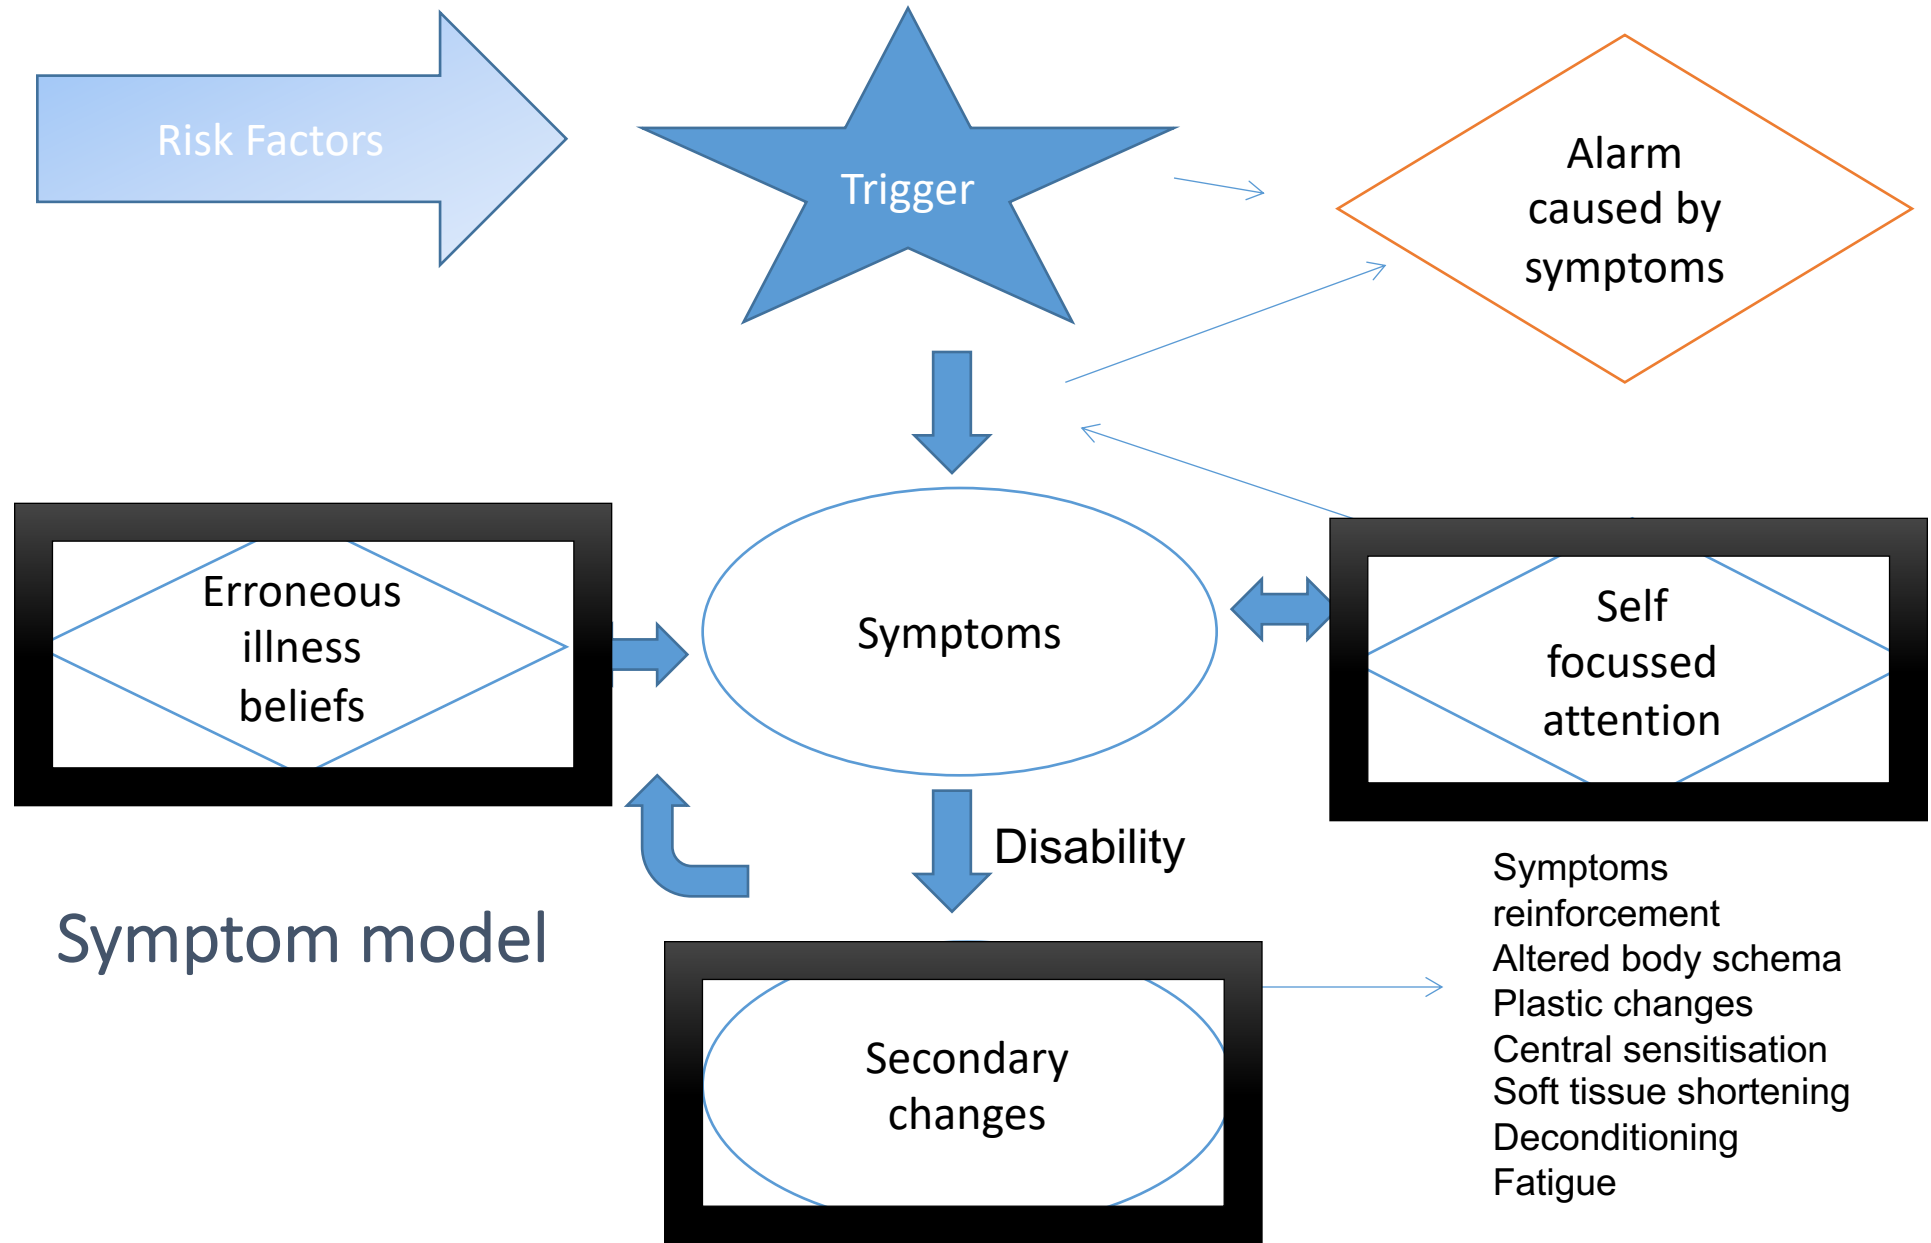 Risk Factors
Trigger
Alarm
caused by
symptoms
Erroneous
illness
beliefs
Symptoms
Self
focussed
attention
Disability
Symptom model
Secondary
changes
Symptoms
reinforcement
Altered body schema
Plastic changes
Central sensitisation
Soft tissue shortening
Deconditioning
Fatigue